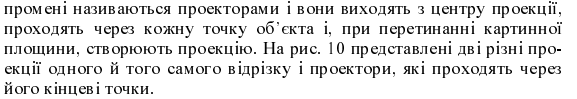 промені називаються проекторами і вони виходять з центру проекції,
проходять через кожну точку об’єкта і, при перетинанні картинної
площини, створюють проекцію. На рис. 10 представлені дві різні про-
екції одного й того самого відрізку і проектори, які проходять через
його кінцеві точки.